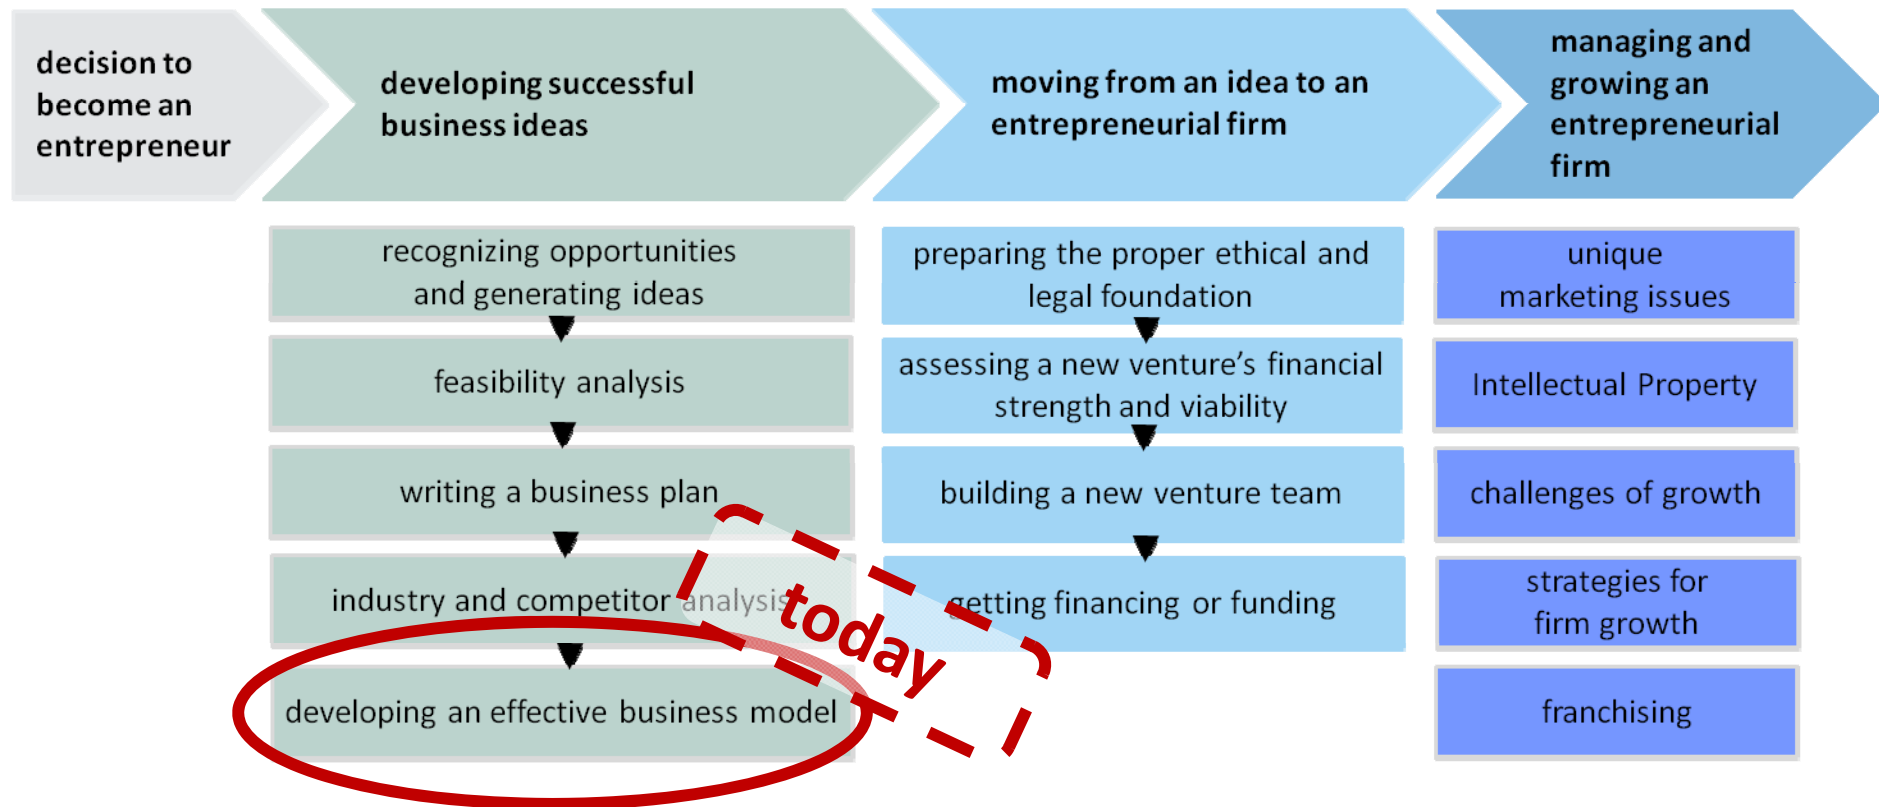 decision to
become an
entrepreneur
developing successful
business ideas
moving from an idea to an
entrepreneurial firm
managing and
growing an
entrepreneurial
firm
recognizing opportunities
and generating ideas
feasibility analysis
writing a business plan
industry and competitor analysis
developing an effective business model
today
preparing the proper ethical and
legal foundation
assessing a new venture's financial
strength and viability
building a new venture team
getting financing or funding
unique
marketing issues
Intellectual Property
challenges of growth
strategies for
firm growth
franchising